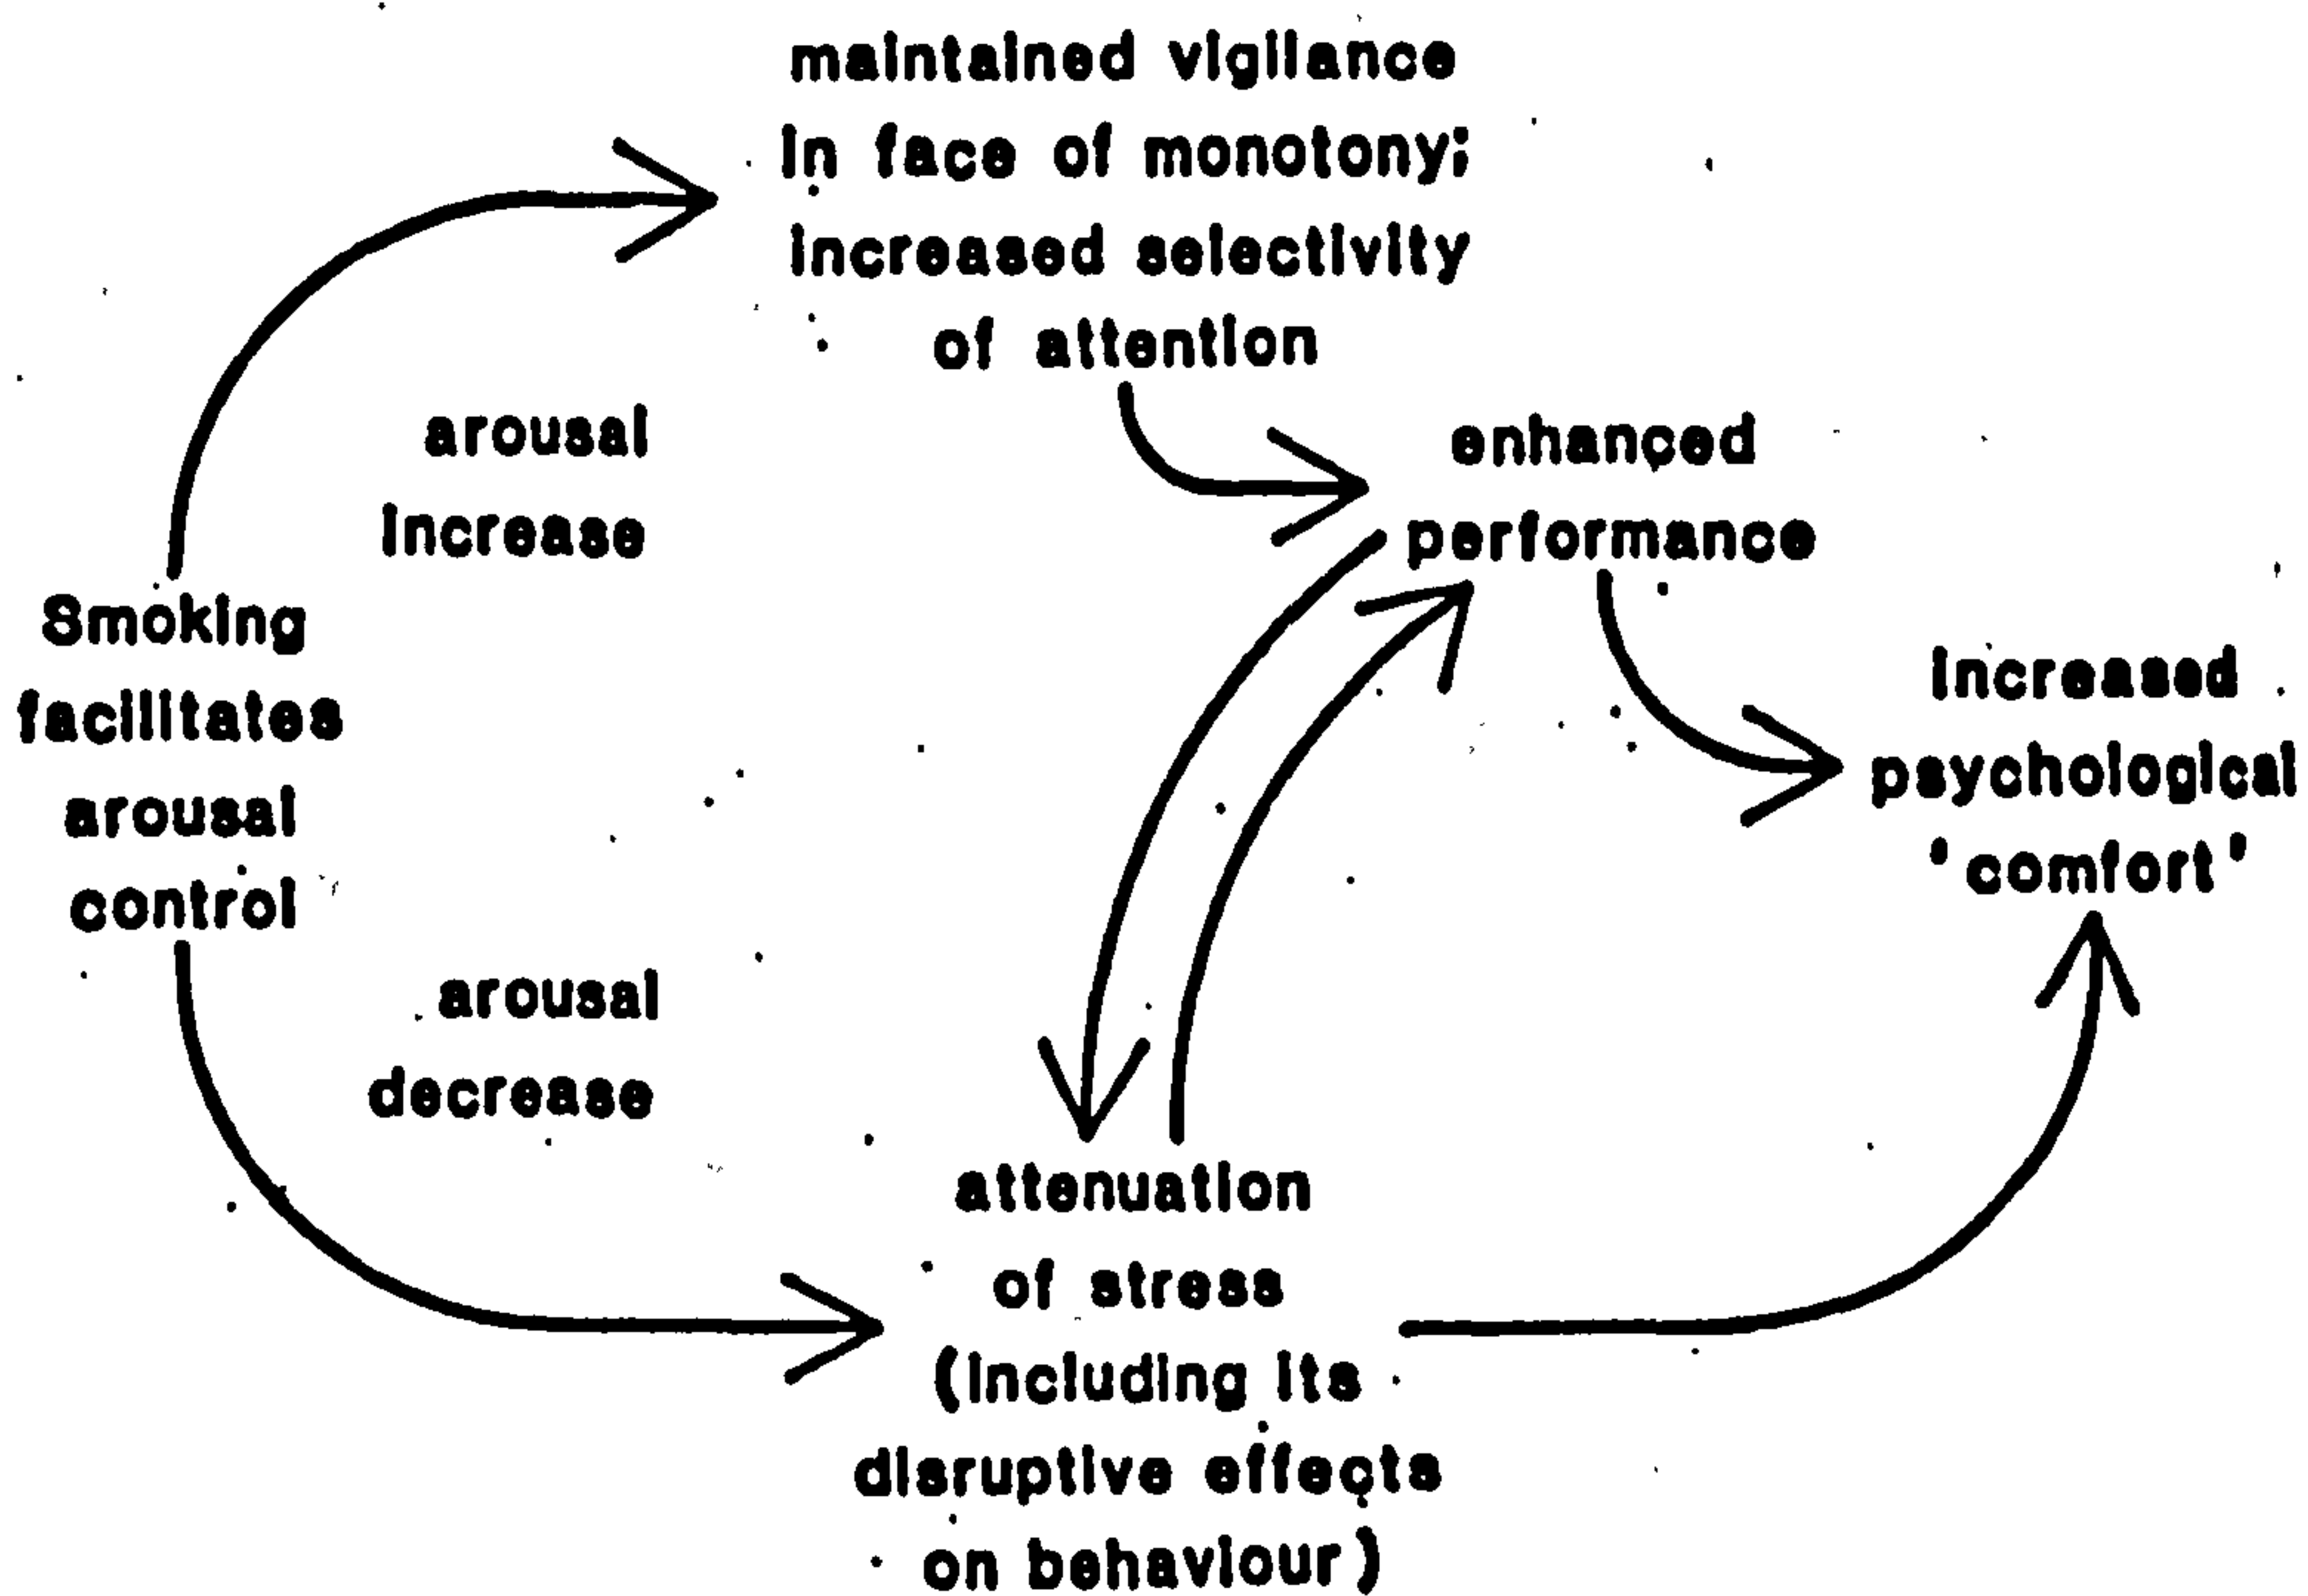 maintained vigilance
in face of monotony;
increased selectivity
of attention
arousal
increase
enhanced
performance
Smoking
facilitates
arousal
control
increased
psychological
'comfort'
arousal
decrease
attenuation
of stress
(including its
disruptive effects
on behaviour)